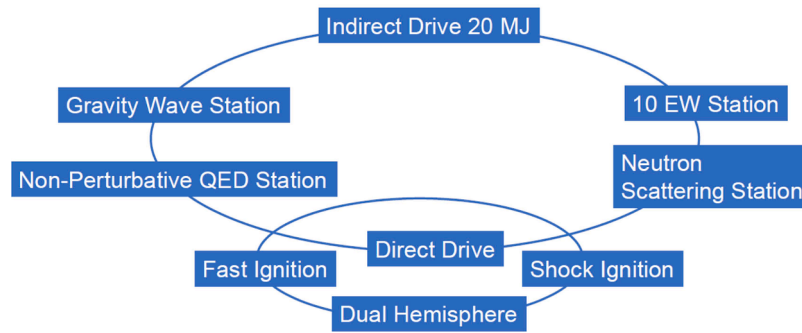 Indirect Drive 20 MJ
Gravity Wave Station
10 EW Station
Non-Perturbative QED Station
Neutron
Scattering Station
Direct Drive
Fast Ignition
Shock Ignition
Dual Hemisphere